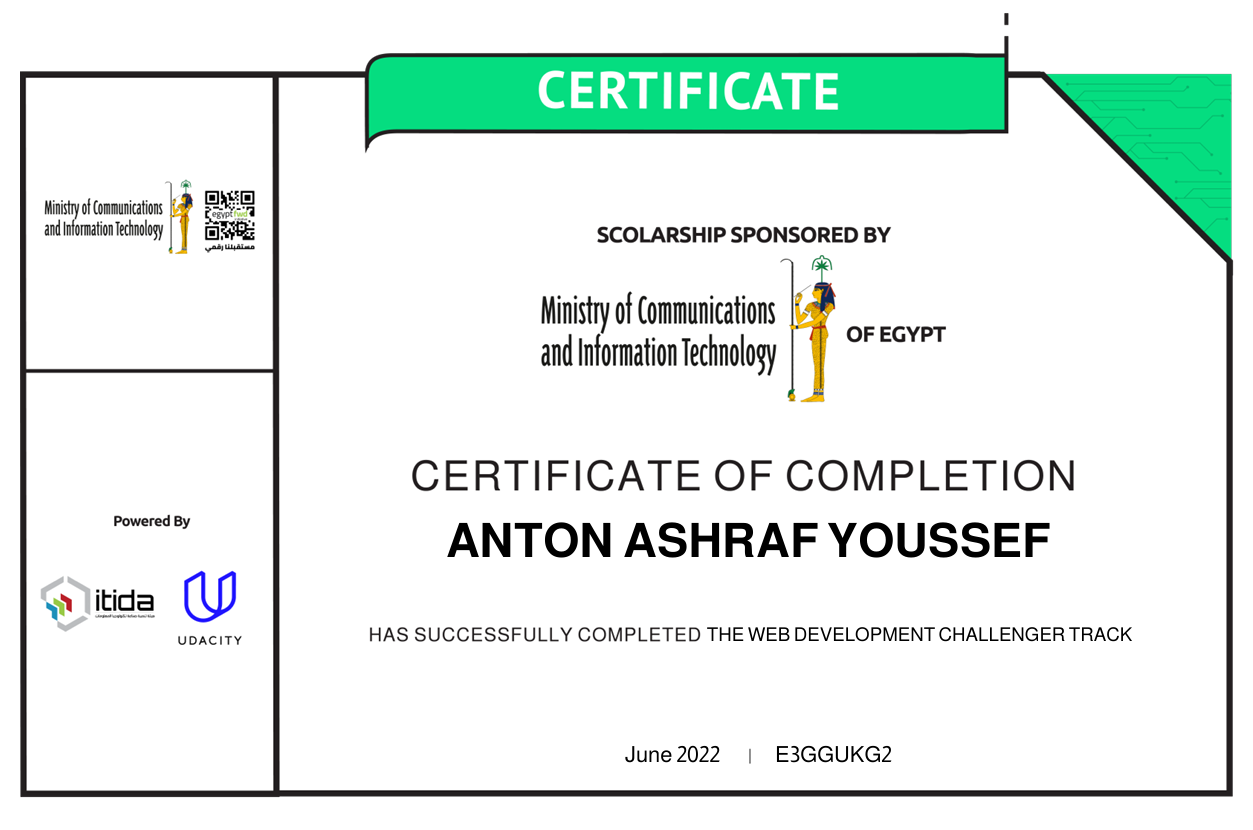 CERTIFICATE
Ministry of Communications
and Information Technology
egyptfwd
مستقبلنا رقمي
SCOLARSHIP SPONSORED BY
Ministry of Communications
and Information Technology
OF EGYPT
CERTIFICATE OF COMPLETION
ANTON ASHRAF YOUSSEF
HAS SUCCESSFULLY COMPLETED THE WEB DEVELOPMENT CHALLENGER TRACK
Powered By
itida
UDACITY
June 2022 | E3GGUKG2